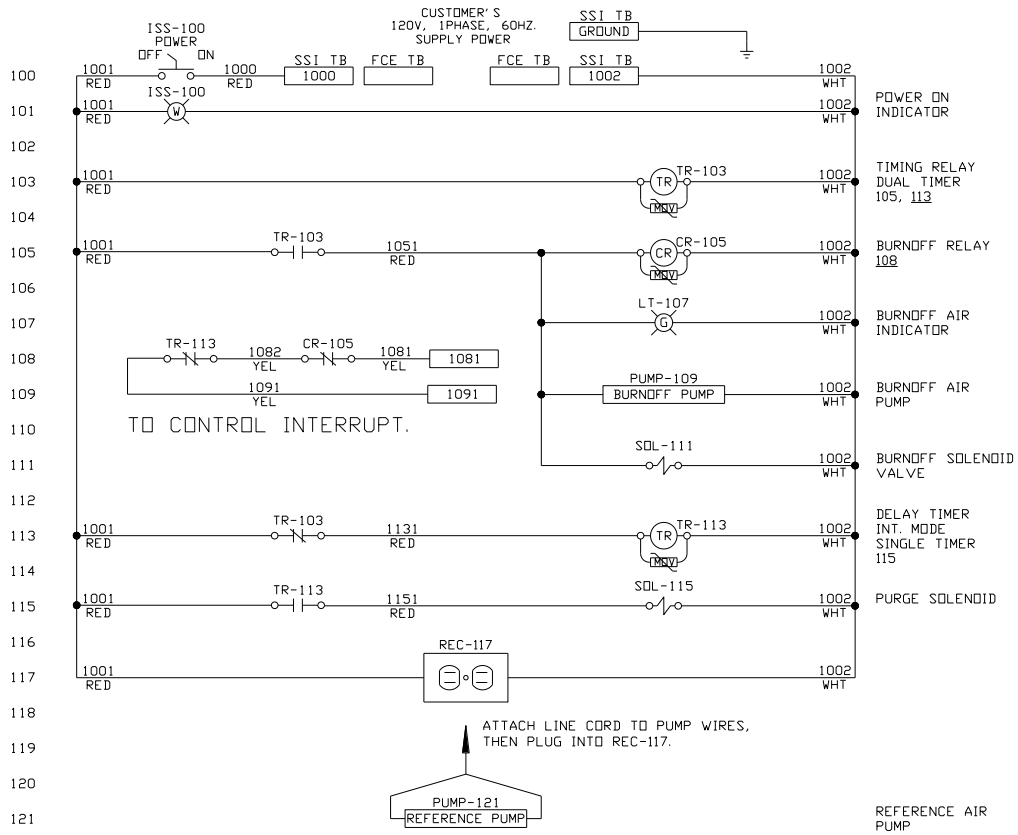 CUSTOMER'S
120V, 1PHASE, 60HZ.
SUPPLY POWER
SSI TB
GROUND
ISS-100
POWER
OFF ON
100
1001
RED
1000
RED
SSI TB
1000
FCE TB
FCE TB
SSI TB
1002
1002
WHT
101
1001
RED
ISS-100
W
1002
WHT
POWER ON
INDICATOR
102
103
1001
RED
TR
TR-103
MOV
1002
WHT
TIMING RELAY
DUAL TIMER
105, 113
104
105
1001
RED
TR-103
1051
RED
CR
CR-105
MOV
1002
WHT
BURNOFF RELAY
108
106
107
LT-107
G
1002
WHT
BURNOFF AIR
INDICATOR
108
TR-113
1082
YEL
CR-105
1081
YEL
1081
109
1091
YEL
1091
PUMP-109
BURNOFF PUMP
1002
WHT
BURNOFF AIR
PUMP
110
TO CONTROL INTERRUPT.
111
SOL-111
1002
WHT
BURNOFF SOLENOID
VALVE
112
113
1001
RED
TR-103
1131
RED
TR
TR-113
MOV
1002
WHT
DELAY TIMER
INT. MODE
SINGLE TIMER
115
114
115
1001
RED
TR-113
1151
RED
SOL-115
1002
WHT
PURGE SOLENOID
116
117
1001
RED
REC-117
1002
WHT
118
ATTACH LINE CORD TO PUMP WIRES,
THEN PLUG INTO REC-117.
119
120
121
PUMP-121
REFERENCE PUMP
REFERENCE AIR
PUMP